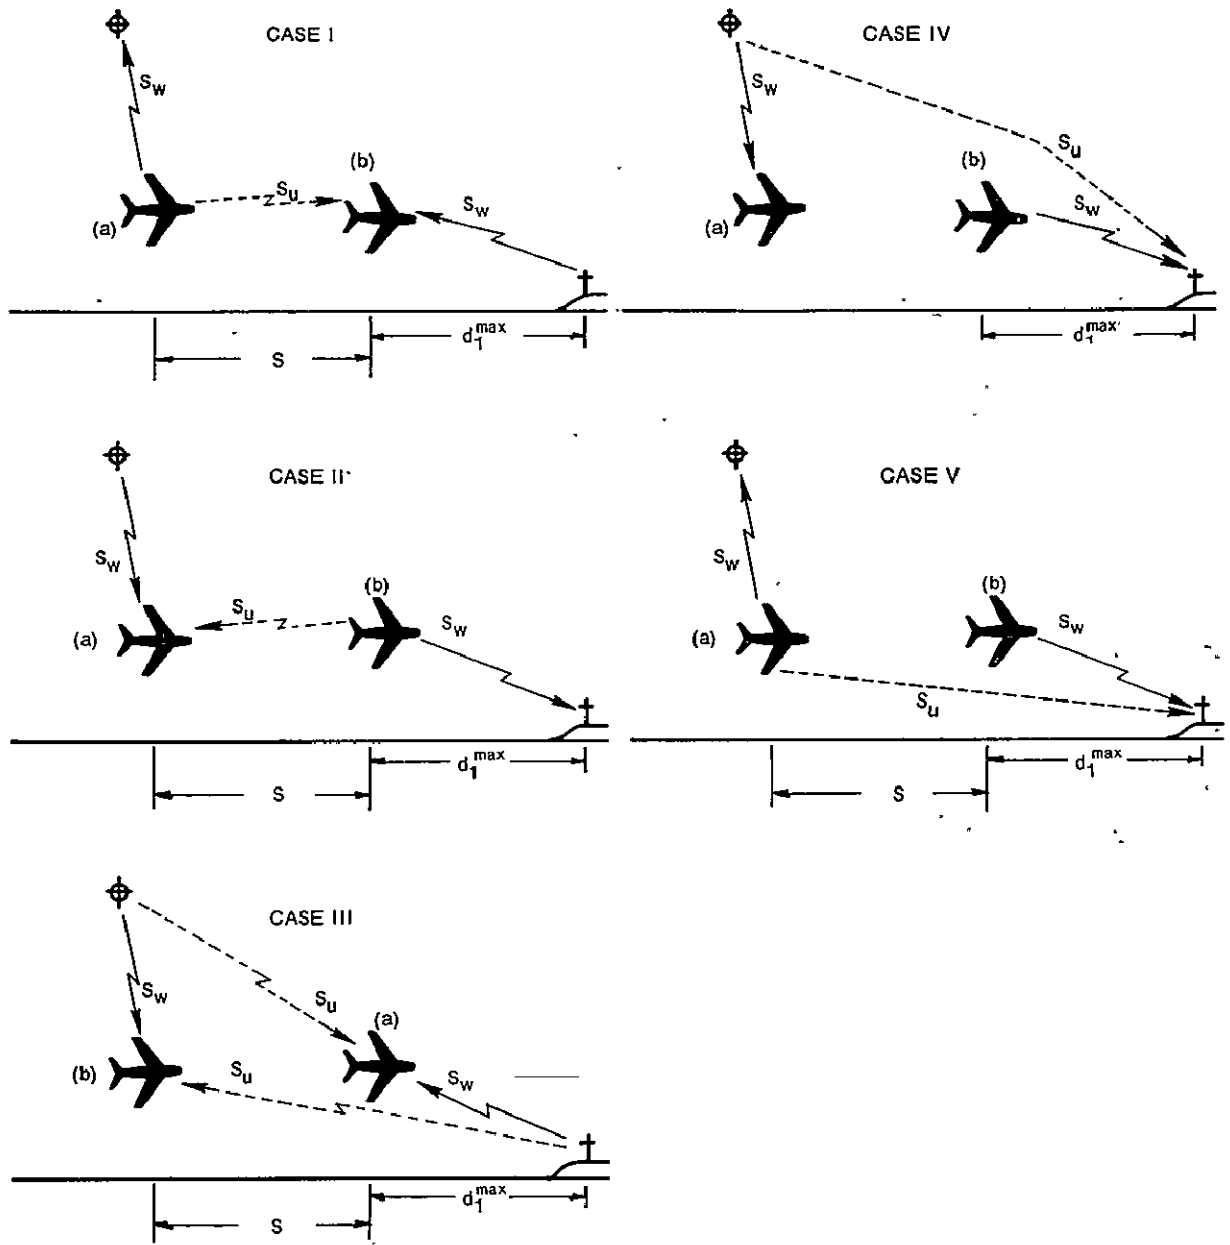 CASE I
S_w
(b)
S_u
S_w
(a)
d_1^max
S
CASE IV
S_w
S_u
(b)
S_w
(a)
d_1^max
CASE II
S_w
(b)
S_u
S_w
(a)
d_1^max
S
CASE V
S_w
(b)
S_w
(a)
S_u
d_1^max
S
CASE III
S_w
S_u
(a)
S_u
S_w
(b)
d_1^max
S